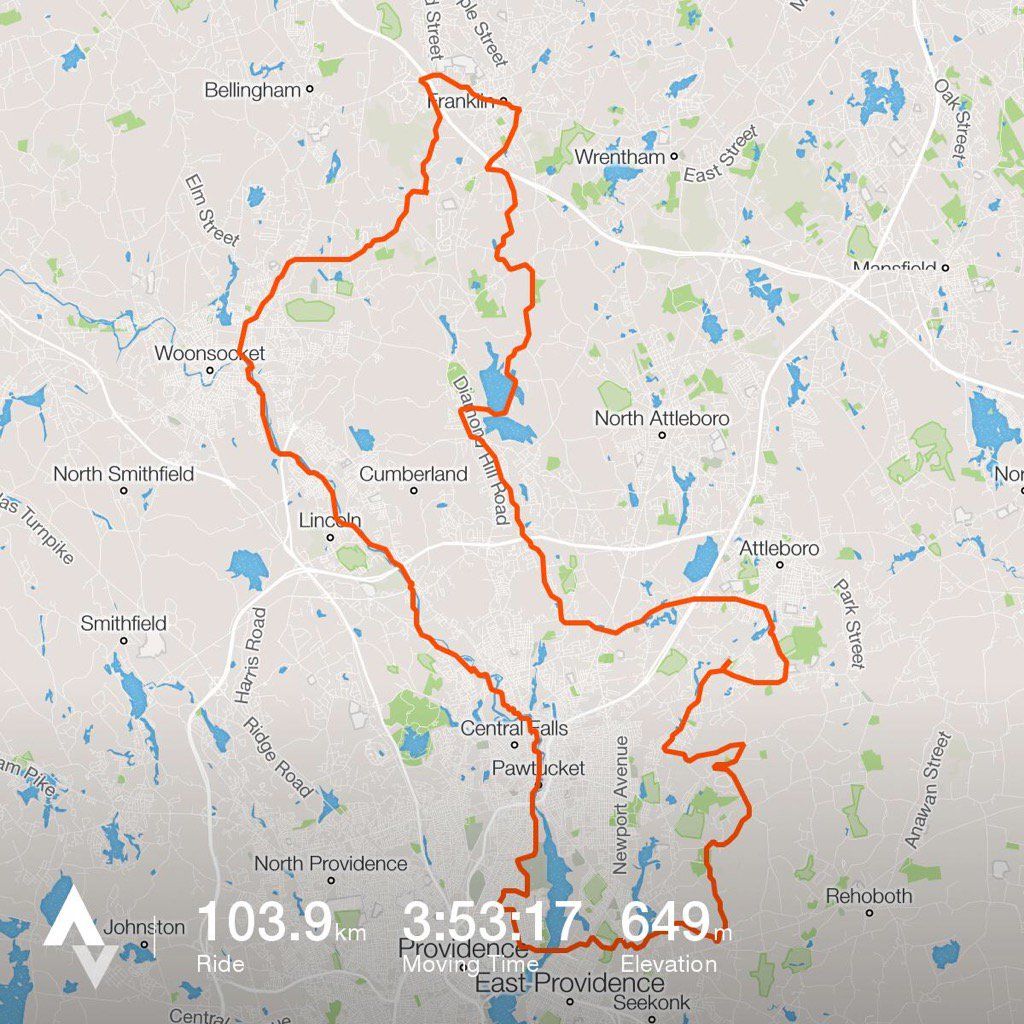 d Street
ple Street
Bellingham
Franklin
Oak Street
Wrentham
East Street
Elm Street
Mansfield
Woonsocket
Diamond Hill Road
North Attleboro
North Smithfield
Cumberland
Nor
las Turnpike
Lincoln
Attleboro
Park Street
Smithfield
Harris Road
Central Falls
Ridge Road
Pawtucket
Newport Avenue
am Pike
Anawan Street
North Providence
Rehoboth
Johnston
103.9 km
3:53:17
649 m
Providence
Ride
Moving Time
Elevation
East Providence
Seekonk
Central